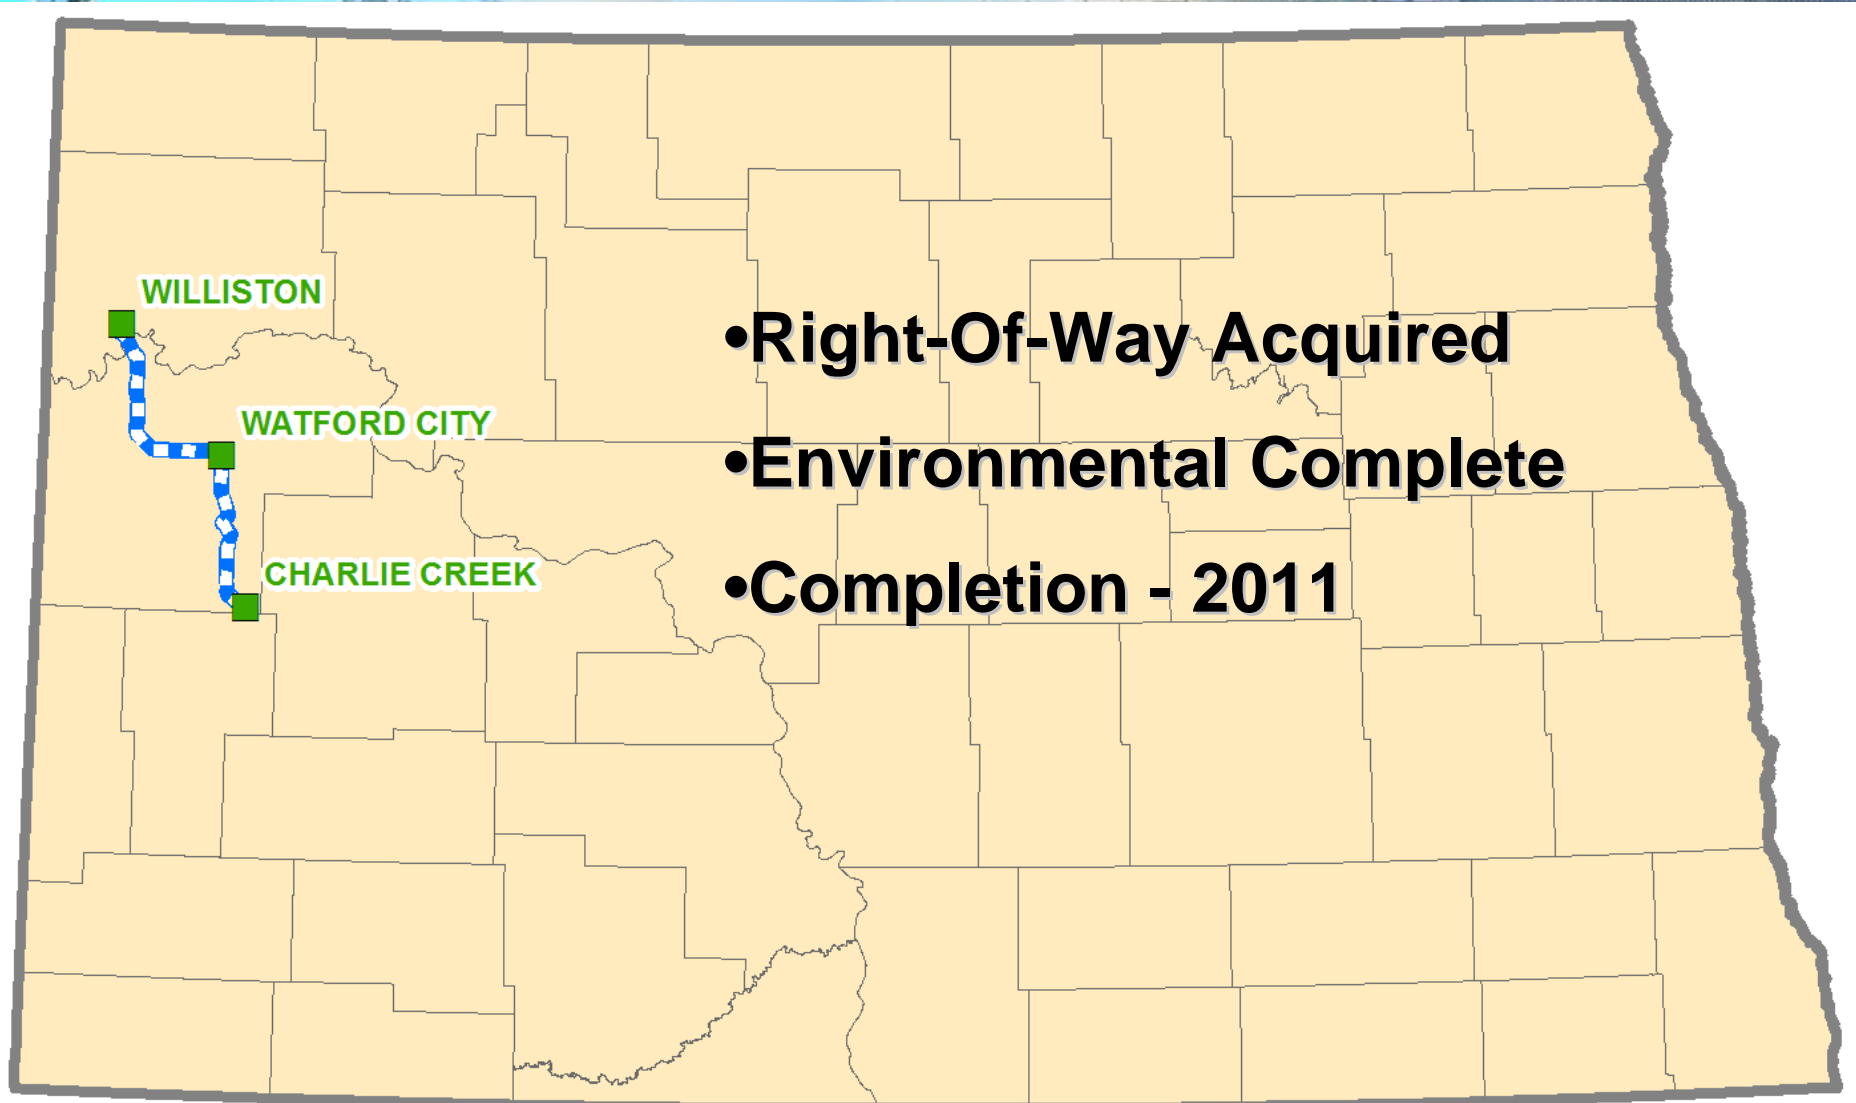 WILLISTON
WATFORD CITY
CHARLIE CREEK
•Right-Of-Way Acquired
•Environmental Complete
•Completion - 2011